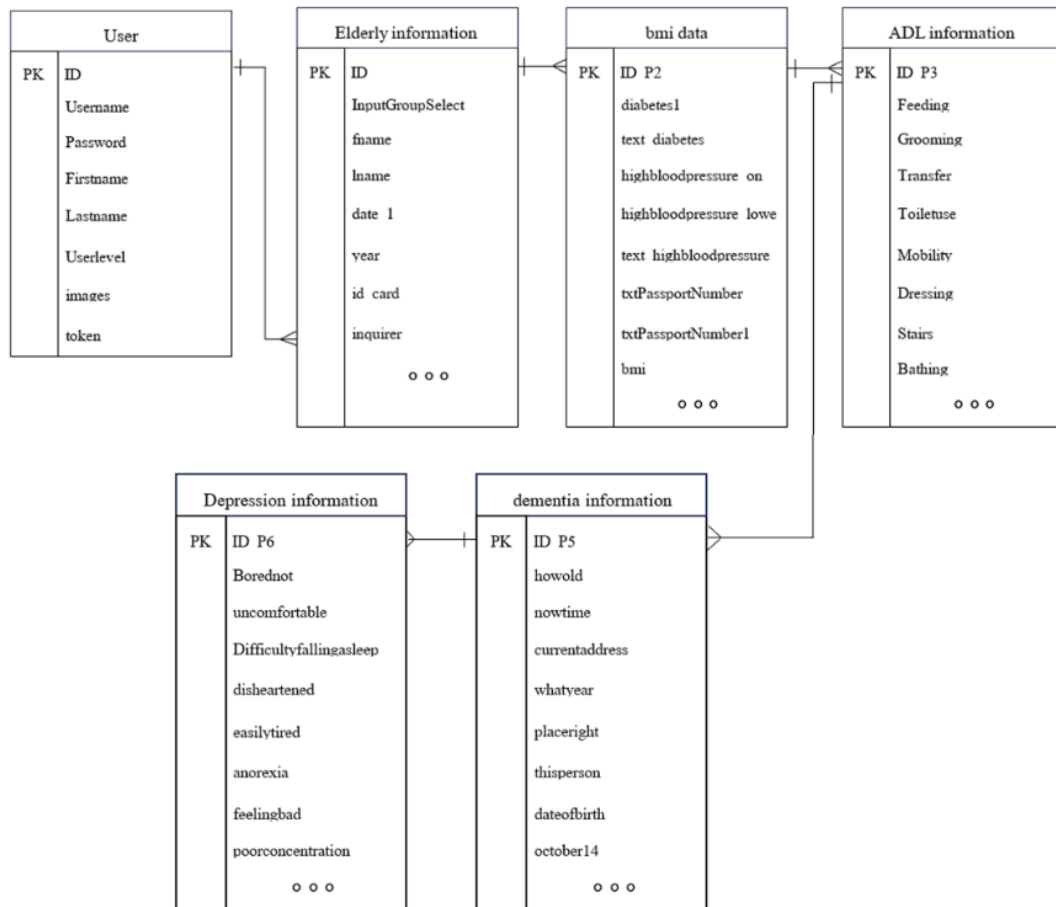 User
PK ID
Username
Password
Firstname
Lastname
Userlevel
images
token
Elderly information
PK ID
InputGroupSelect
fname
lname
date 1
year
id card
inquirer
bmi data
PK ID P2
diabetes1
text diabetes
highbloodpressure on
highbloodpressure lowe
text highbloodpressure
txtPassportNumber
txtPassportNumber1
bmi
ADL information
PK ID P3
Feeding
Grooming
Transfer
Toiletuse
Mobility
Dressing
Stairs
Bathing
Depression information
PK ID P6
Borednot
uncomfortable
Difficultyfallingasleep
disheartened
easilytired
anorexia
feelingbad
poorconcentration
dementia information
PK ID P5
howold
nowtime
currentaddress
whatyear
placeright
thisperson
dateofbirth
october14